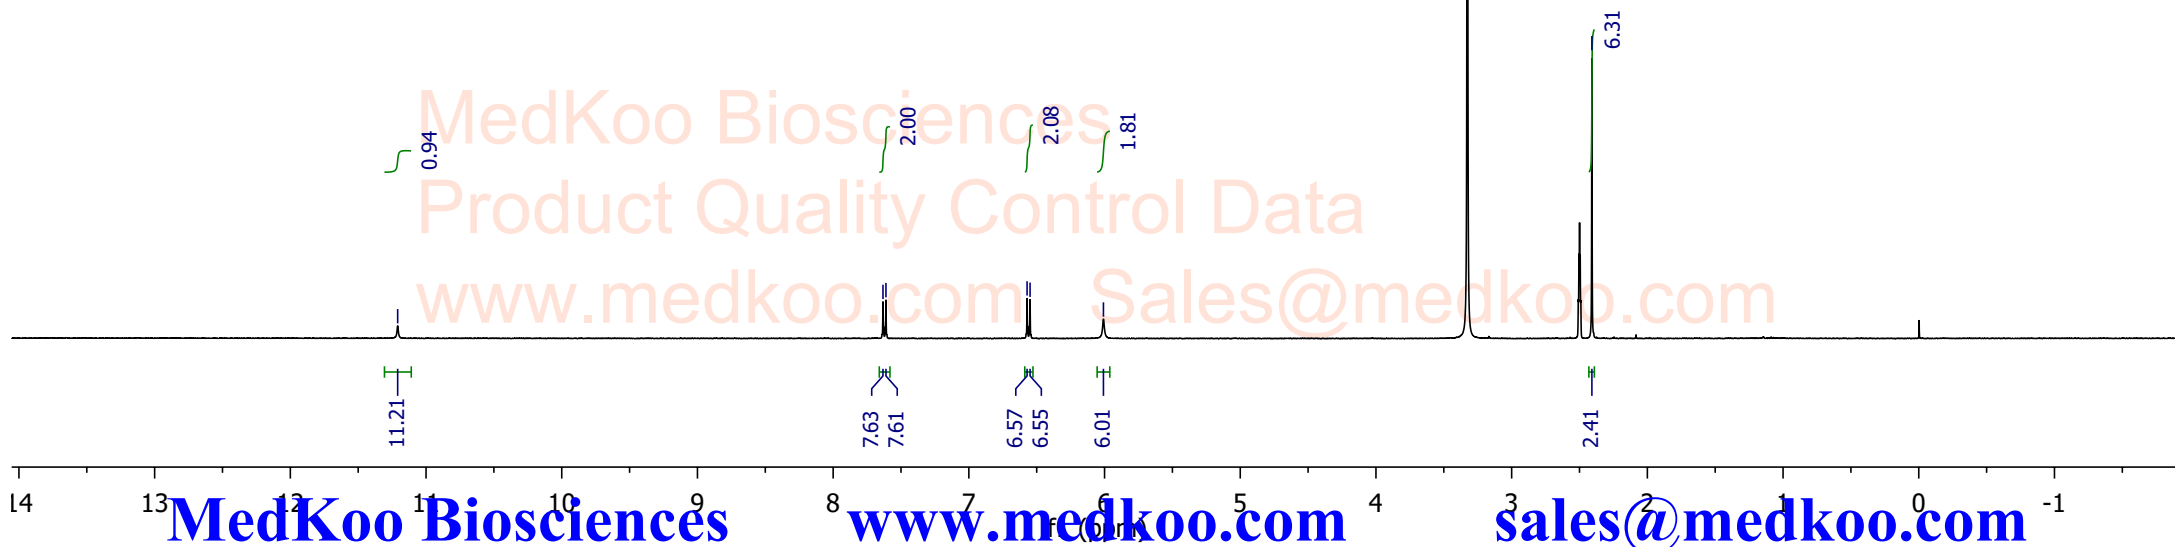 6.31
0.94
2.00
2.08
1.81
MedKoo Biosciences
Product Quality Control Data
www.medkoo.com Sales@medkoo.com
11.21
7.63
7.61
6.57
6.55
6.01
2.41
14 13 12 11 10 9 8 7 6 5 4 3 2 1 0 -1
(ppm)
MedKoo Biosciences www.medkoo.com sales@medkoo.com